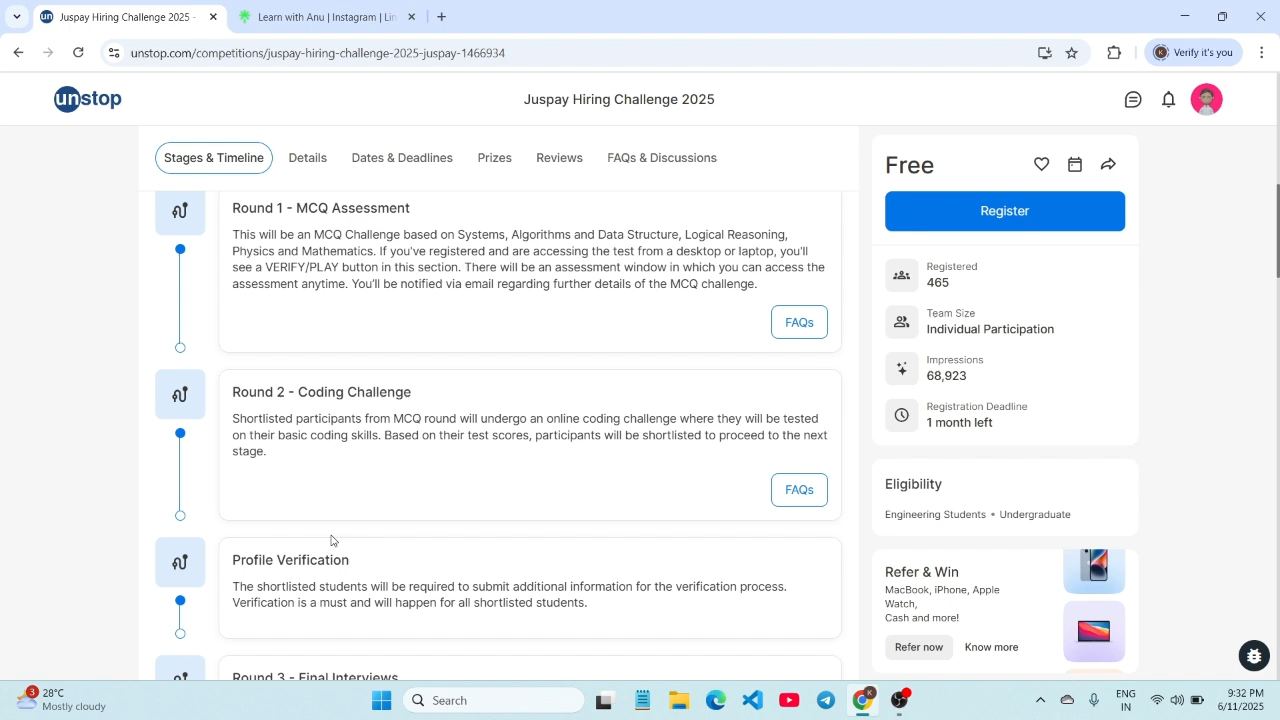 Juspay Hiring Challenge 2025 -
Learn with Anu | Instagram | Lin
unstop.com/competitions/juspay-hiring-challenge-2025-juspay-1466934
K
Verify it's you
unstop
Juspay Hiring Challenge 2025
Stages & Timeline
Details
Dates & Deadlines
Prizes
Reviews
FAQs & Discussions
Round 1 - MCQ Assessment
This will be an MCQ Challenge based on Systems, Algorithms and Data Structure, Logical Reasoning,
Physics and Mathematics. If you've registered and are accessing the test from a desktop or laptop, you'll
see a VERIFY/PLAY button in this section. There will be an assessment window in which you can access the
assessment anytime. You'll be notified via email regarding further details of the MCQ challenge.
FAQs
Round 2 - Coding Challenge
Shortlisted participants from MCQ round will undergo an online coding challenge where they will be tested
on their basic coding skills. Based on their test scores, participants will be shortlisted to proceed to the next
stage.
FAQs
Profile Verification
The shortlisted students will be required to submit additional information for the verification process.
Verification is a must and will happen for all shortlisted students.
Round 3 - Final Interviews
Free
Register
Registered
465
Team Size
Individual Participation
Impressions
68,923
Registration Deadline
1 month left
Eligibility
Engineering Students • Undergraduate
Refer & Win
MacBook, iPhone, Apple
Watch,
Cash and more!
Refer now
Know more
3
28°C
Mostly cloudy
Search
K
ENG
IN
9:32 PM
6/11/2025